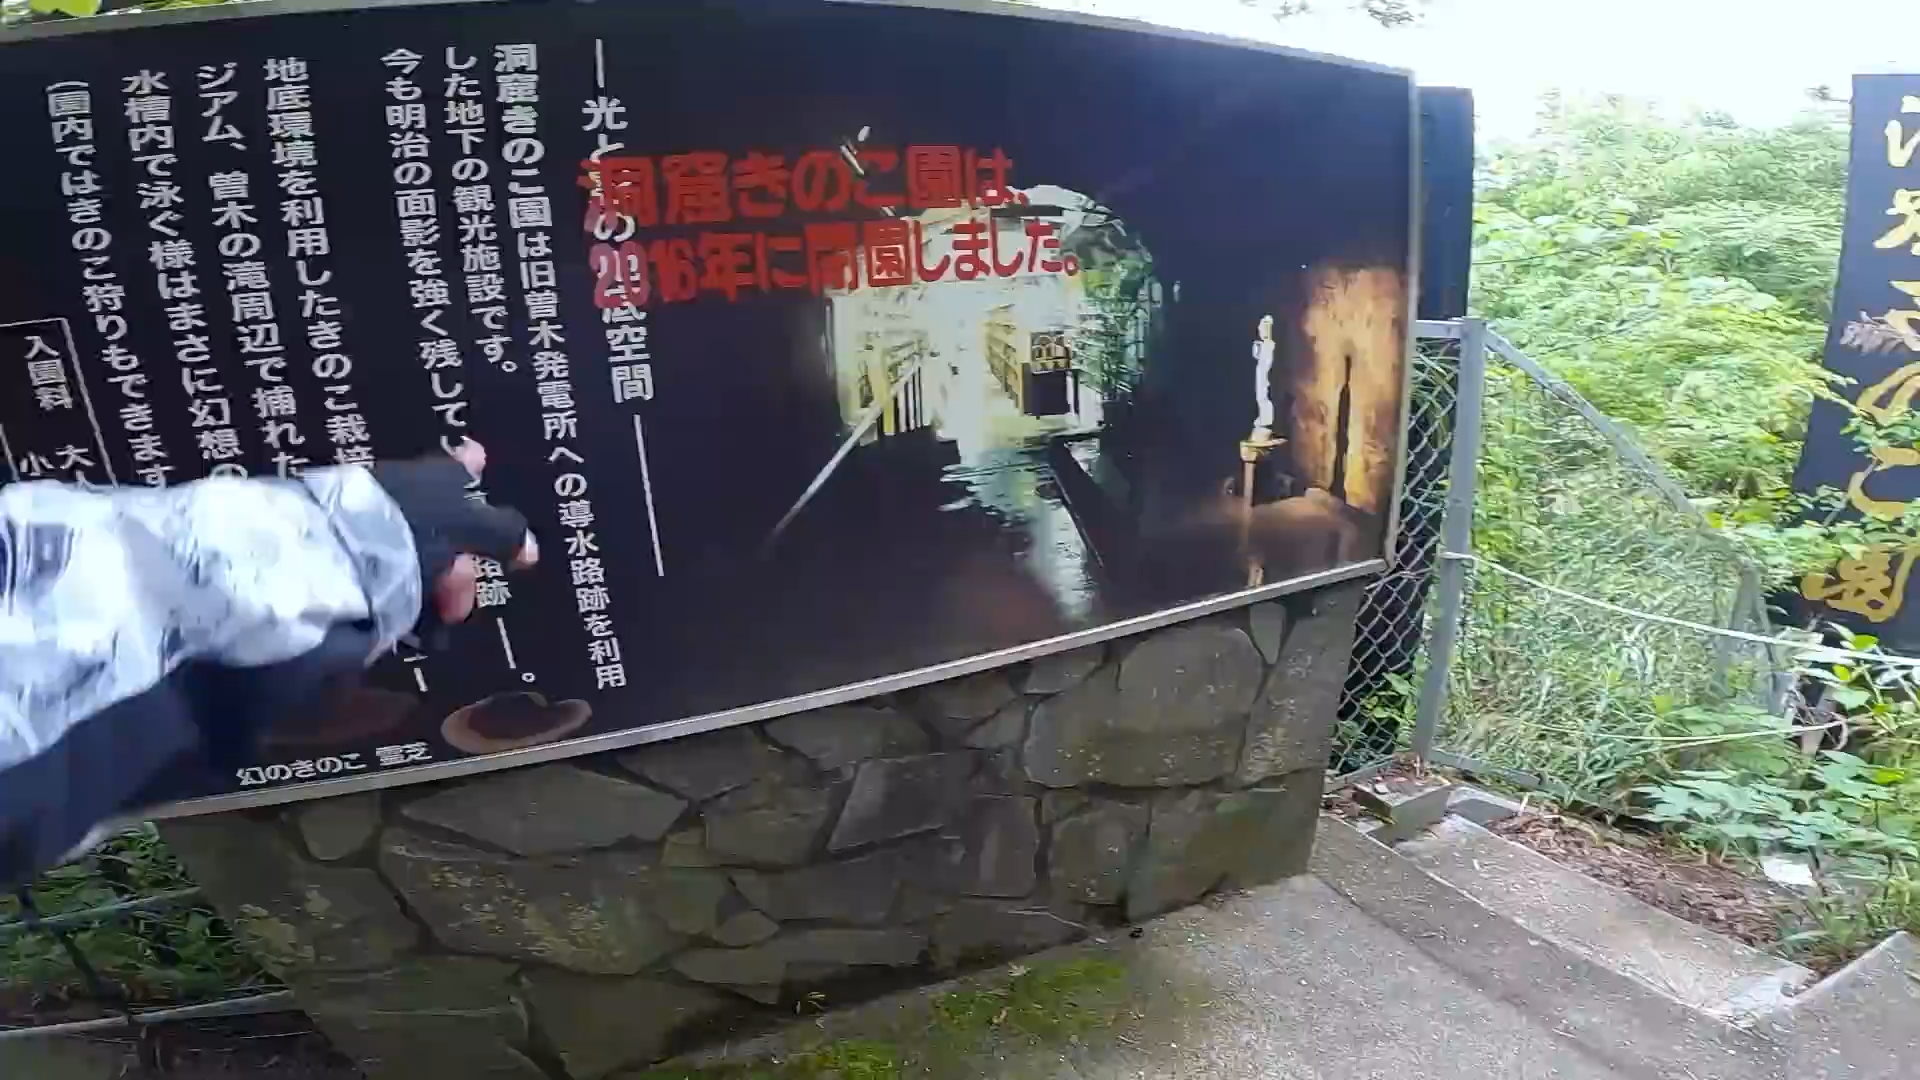 洞窟きのこ園は、
2016年に閉園しました。
光と
の
底空間
洞窟きのこ園は旧曽木発電所への導水路跡を利用
した地下の観光施設です。
路跡
今も明治の面影を強く残してい
地底環境を利用したきのこ栽培
ジアム、曽木の滝周辺で捕れた
水槽内で泳ぐ様はまさに幻想の
(園内ではきのこ狩りもできます
入園料
大人
小
幻のきのこ 霊芝
きのこ園